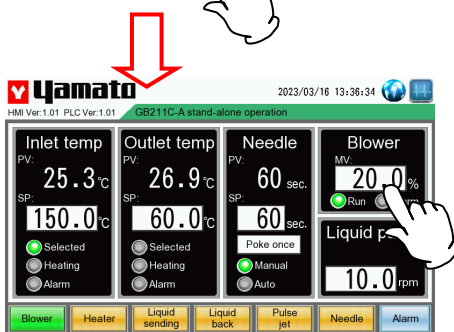 Yamato
2023/03/16 13:36:34
HMI Ver:1.01 PLC Ver:1.01
GB211C-A stand-alone operation
Inlet temp
PV:
25.3℃
SP:
150.0℃
Selected
Heating
Alarm
Outlet temp
PV:
26.9℃
SP:
60.0℃
Selected
Heating
Alarm
Needle
PV:
60 sec.
SP:
60 sec.
Poke once
Manual
Auto
Blower
MV:
20.0%
Run
Liquid
10.0 rpm
Blower
Heater
Liquid
sending
Liquid
back
Pulse
jet
Needle
Alarm